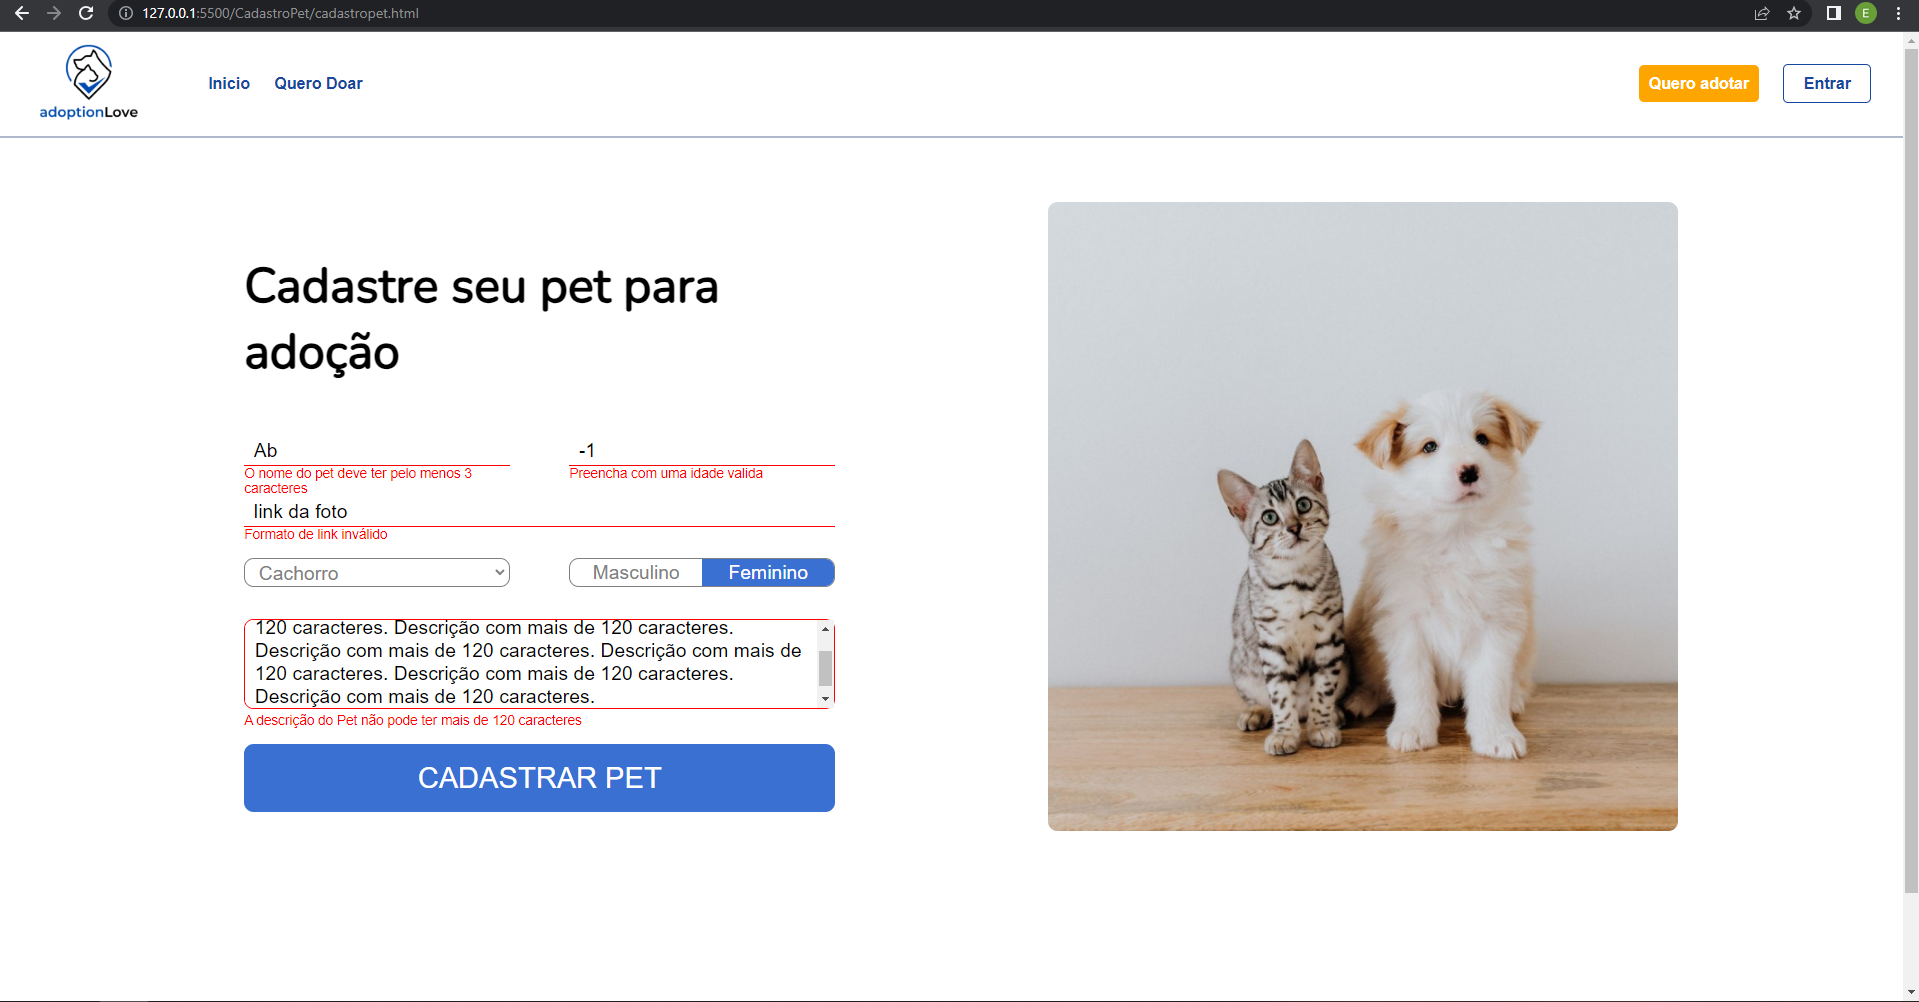 127.0.0.1:5500/CadastroPet/cadastropet.html
E
adoptionLove
Inicio
Quero Doar
Quero adotar
Entrar
Cadastre seu pet para
adoção
Ab
-1
O nome do pet deve ter pelo menos 3
caracteres
Preencha com uma idade valida
link da foto
Formato de link inválido
Cachorro
Masculino
Feminino
120 caracteres. Descrição com mais de 120 caracteres.
Descrição com mais de 120 caracteres. Descrição com mais de
120 caracteres. Descrição com mais de 120 caracteres.
Descrição com mais de 120 caracteres.
A descrição do Pet não pode ter mais de 120 caracteres
CADASTRAR PET